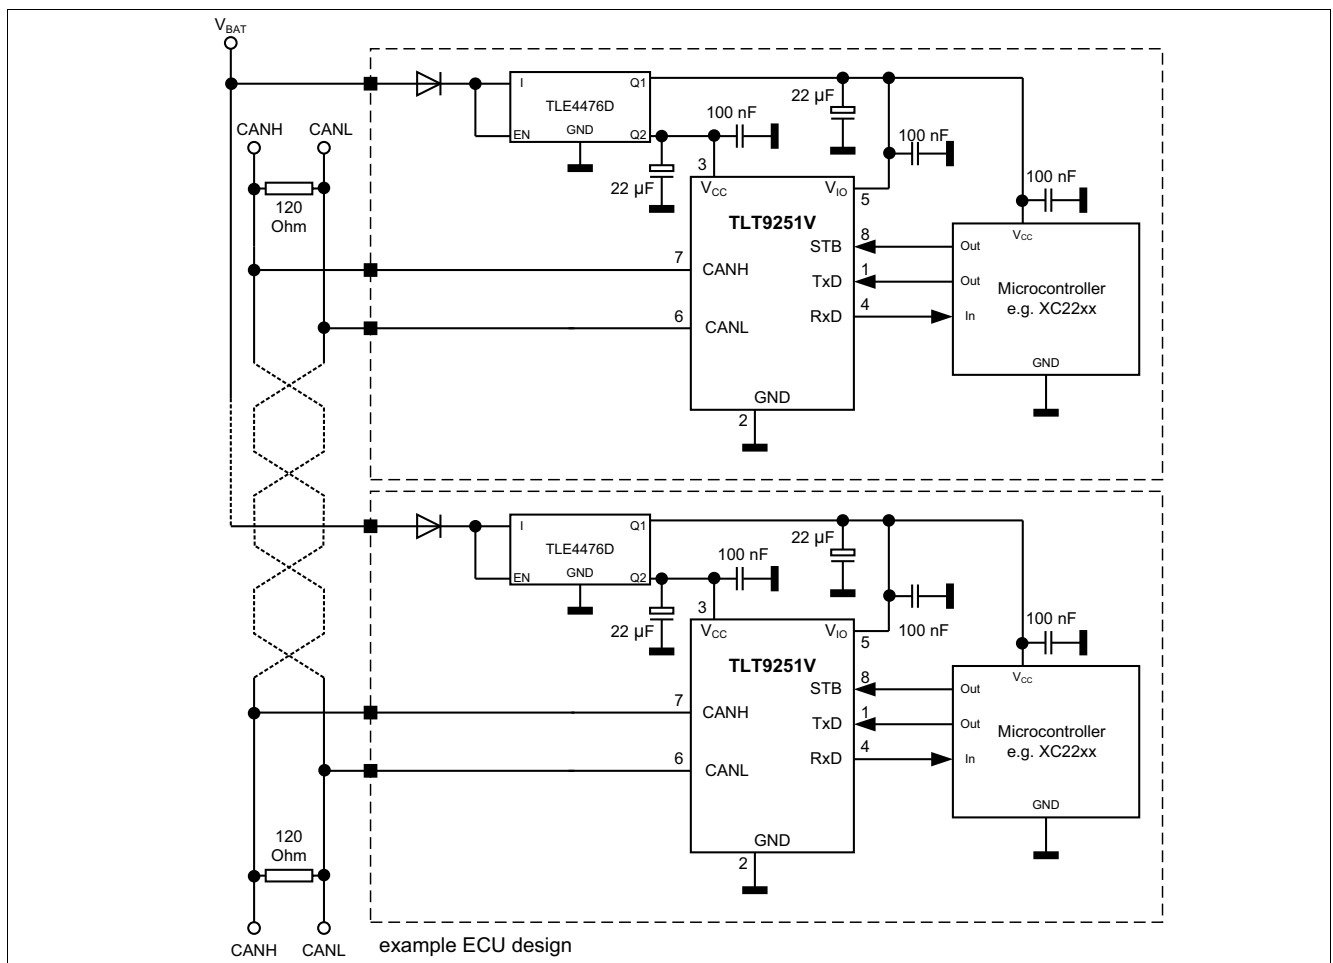 V_BAT
CANH CANL
120
Ohm
I Q1
TLE4476D
EN GND Q2
100 nF
22 µF
22 µF
100 nF
100 nF
3
V_CC V_IO
5
TLT9251V
STB 8
TxD 1
RxD 4
7 CANH
6 CANL
GND
2
V_CC
Out
Out
In
Microcontroller
e.g. XC22xx
GND
I Q1
TLE4476D
EN GND Q2
100 nF
22 µF
22 µF
100 nF
100 nF
3
V_CC V_IO
5
TLT9251V
STB 8
TxD 1
RxD 4
7 CANH
6 CANL
GND
2
V_CC
Out
Out
In
Microcontroller
e.g. XC22xx
GND
120
Ohm
CANH CANL
example ECU design